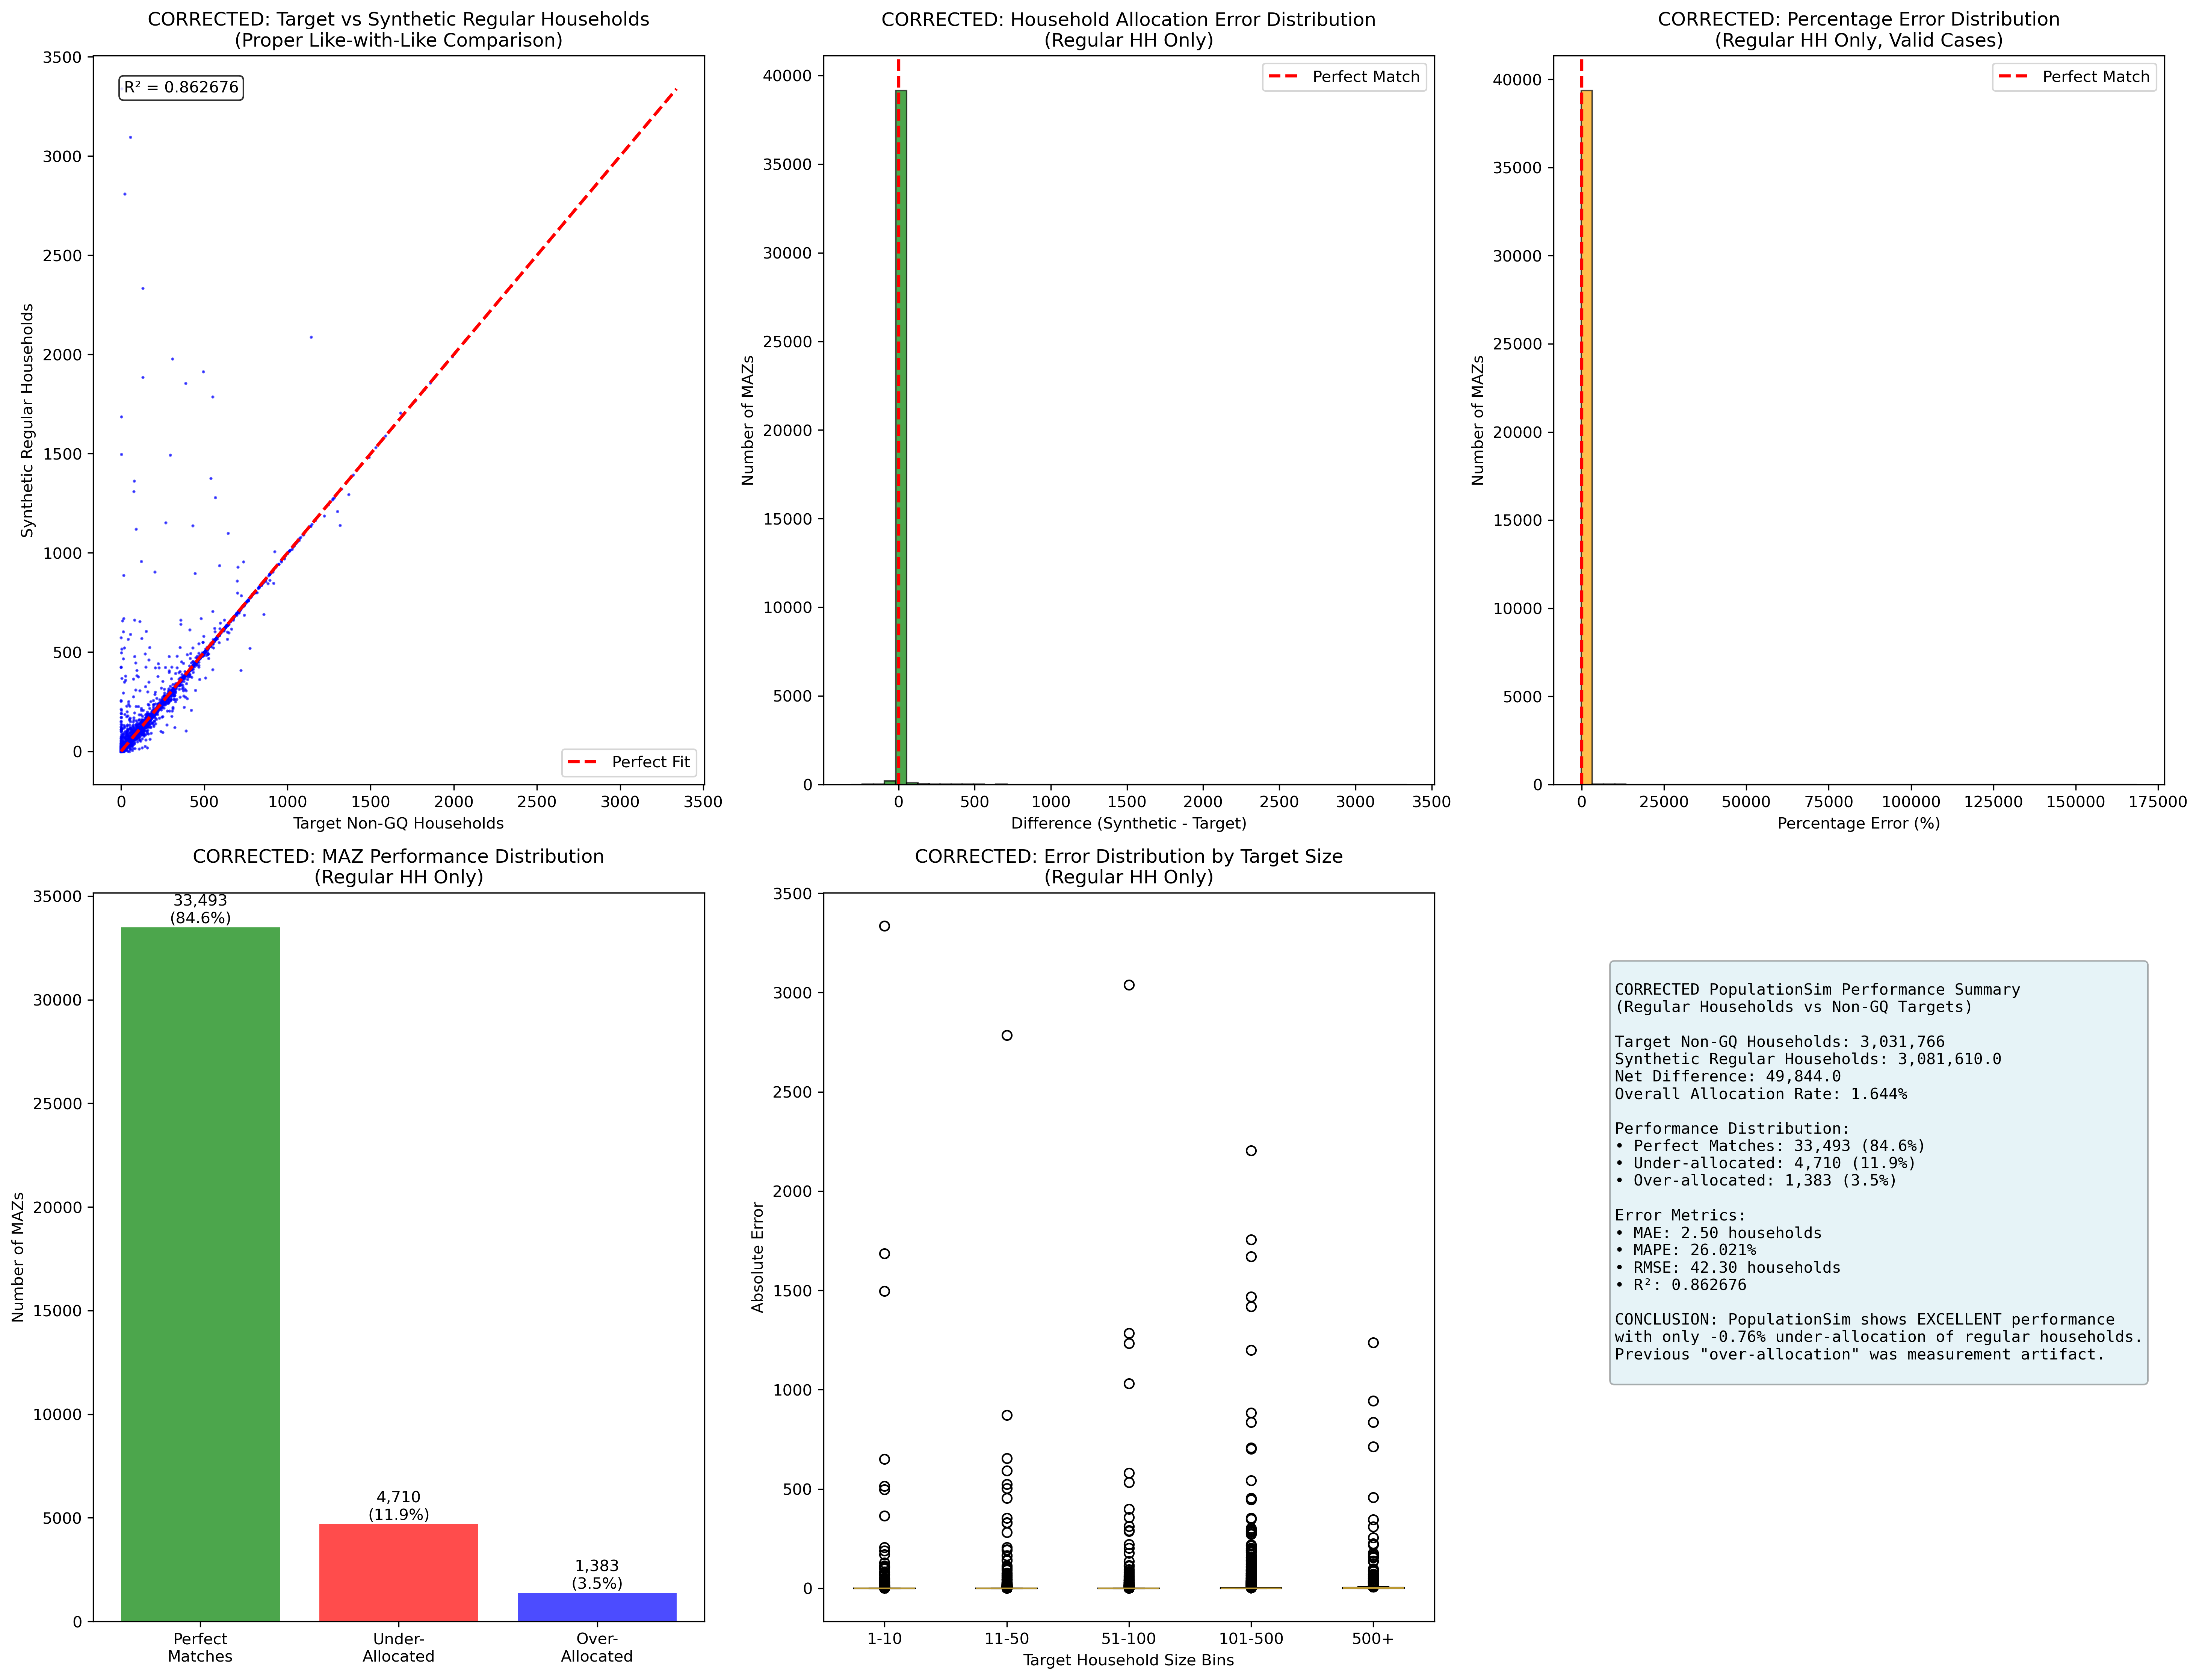 CORRECTED: Target vs Synthetic Regular Households
(Proper Like-with-Like Comparison)
R² = 0.862676
Synthetic Regular Households
3500
3000
2500
2000
1500
1000
500
0
0 500 1000 1500 2000 2500 3000 3500
Target Non-GQ Households
Perfect Fit
CORRECTED: Household Allocation Error Distribution
(Regular HH Only)
Perfect Match
Number of MAZs
40000
35000
30000
25000
20000
15000
10000
5000
0
0 500 1000 1500 2000 2500 3000 3500
Difference (Synthetic - Target)
CORRECTED: Percentage Error Distribution
(Regular HH Only, Valid Cases)
Perfect Match
Number of MAZs
40000
35000
30000
25000
20000
15000
10000
5000
0
0 25000 50000 75000 100000 125000 150000 175000
Percentage Error (%)
CORRECTED: MAZ Performance Distribution
(Regular HH Only)
Number of MAZs
35000
30000
25000
20000
15000
10000
5000
0
33,493
(84.6%)
4,710
(11.9%)
1,383
(3.5%)
Perfect
Matches
Under-
Allocated
Over-
Allocated
CORRECTED: Error Distribution by Target Size
(Regular HH Only)
Absolute Error
3500
3000
2500
2000
1500
1000
500
0
1-10 11-50 51-100 101-500 500+
Target Household Size Bins
CORRECTED PopulationSim Performance Summary
(Regular Households vs Non-GQ Targets)
Target Non-GQ Households: 3,031,766
Synthetic Regular Households: 3,081,610.0
Net Difference: 49,844.0
Overall Allocation Rate: 1.644%
Performance Distribution:
• Perfect Matches: 33,493 (84.6%)
• Under-allocated: 4,710 (11.9%)
• Over-allocated: 1,383 (3.5%)
Error Metrics:
• MAE: 2.50 households
• MAPE: 26.021%
• RMSE: 42.30 households
• R²: 0.862676
CONCLUSION: PopulationSim shows EXCELLENT performance
with only -0.76% under-allocation of regular households.
Previous "over-allocation" was measurement artifact.